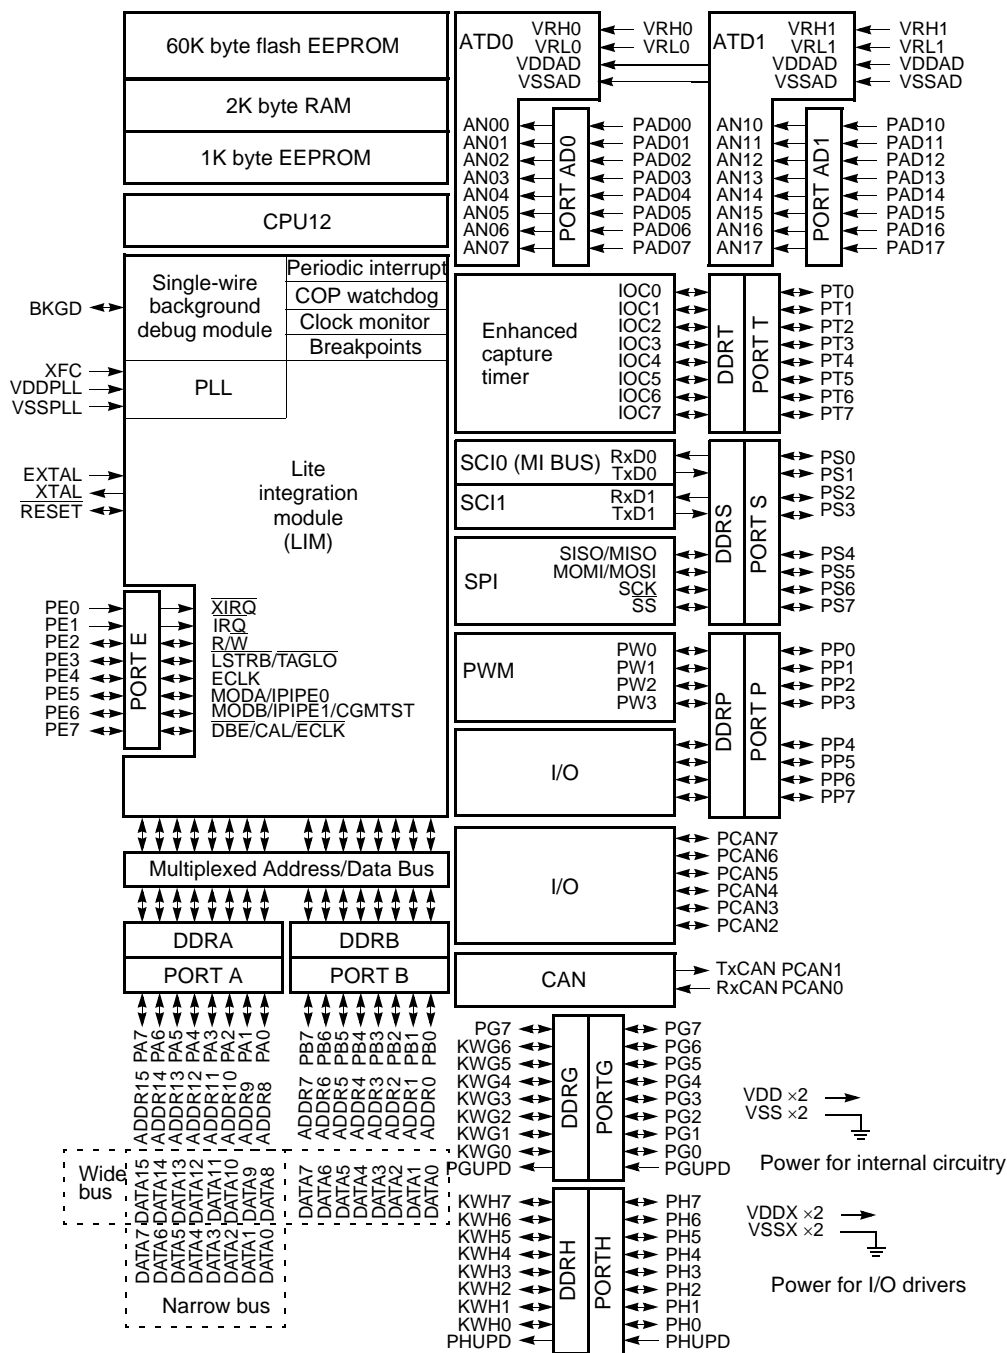 60K byte flash EEPROM
2K byte RAM
1K byte EEPROM
CPU12
Single-wire
background
debug module
Periodic interrupt
COP watchdog
Clock monitor
Breakpoints
PLL
BKGD
XFC
VDDPLL
VSSPLL
EXTAL
XTAL
RESET
Lite
integration
module
(LIM)
PE0
PE1
PE2
PE3
PE4
PE5
PE6
PE7
PORT E
XIRQ
IRQ
R/W
LSTRB/TAGLO
ECLK
MODA/IPIPE0
MODB/IPIPE1/CGMTST
DBE/CAL/ECLK
Multiplexed Address/Data Bus
DDRA
PORT A
DDRB
PORT B
PA7
PA6
PA5
PA4
PA3
PA2
PA1
PA0
PB7
PB6
PB5
PB4
PB3
PB2
PB1
PB0
ADDR15
ADDR14
ADDR13
ADDR12
ADDR11
ADDR10
ADDR9
ADDR8
ADDR7
ADDR6
ADDR5
ADDR4
ADDR3
ADDR2
ADDR1
ADDR0
Wide
bus
DATA15
DATA14
DATA13
DATA12
DATA11
DATA10
DATA9
DATA8
DATA7
DATA6
DATA5
DATA4
DATA3
DATA2
DATA1
DATA0
DATA7
DATA6
DATA5
DATA4
DATA3
DATA2
DATA1
DATA0
Narrow bus
ATD0
VRH0
VRL0
VDDAD
VSSAD
VRH0
VRL0
AN00
AN01
AN02
AN03
AN04
AN05
AN06
AN07
PORT AD0
PAD00
PAD01
PAD02
PAD03
PAD04
PAD05
PAD06
PAD07
ATD1
VRH1
VRL1
VDDAD
VSSAD
VRH1
VRL1
VDDAD
VSSAD
AN10
AN11
AN12
AN13
AN14
AN15
AN16
AN17
PORT AD1
PAD10
PAD11
PAD12
PAD13
PAD14
PAD15
PAD16
PAD17
Enhanced
capture
timer
IOC0
IOC1
IOC2
IOC3
IOC4
IOC5
IOC6
IOC7
DDRT
PORT T
PT0
PT1
PT2
PT3
PT4
PT5
PT6
PT7
SCI0 (MI BUS)
RxD0
TxD0
SCI1
RxD1
TxD1
SPI
SISO/MISO
MOMI/MOSI
SCK
SS
DDRS
PORT S
PS0
PS1
PS2
PS3
PS4
PS5
PS6
PS7
PWM
PW0
PW1
PW2
PW3
I/O
DDRP
PORT P
PP0
PP1
PP2
PP3
PP4
PP5
PP6
PP7
I/O
PCAN7
PCAN6
PCAN5
PCAN4
PCAN3
PCAN2
CAN
TxCAN PCAN1
RxCAN PCAN0
PG7
KWG6
KWG5
KWG4
KWG3
KWG2
KWG1
KWG0
PGUPD
DDRG
PORTG
PG7
PG6
PG5
PG4
PG3
PG2
PG1
PG0
PGUPD
KWH7
KWH6
KWH5
KWH4
KWH3
KWH2
KWH1
KWH0
PHUPD
DDRH
PORTH
PH7
PH6
PH5
PH4
PH3
PH2
PH1
PH0
PHUPD
VDD ×2
VSS ×2
Power for internal circuitry
VDDX ×2
VSSX ×2
Power for I/O drivers